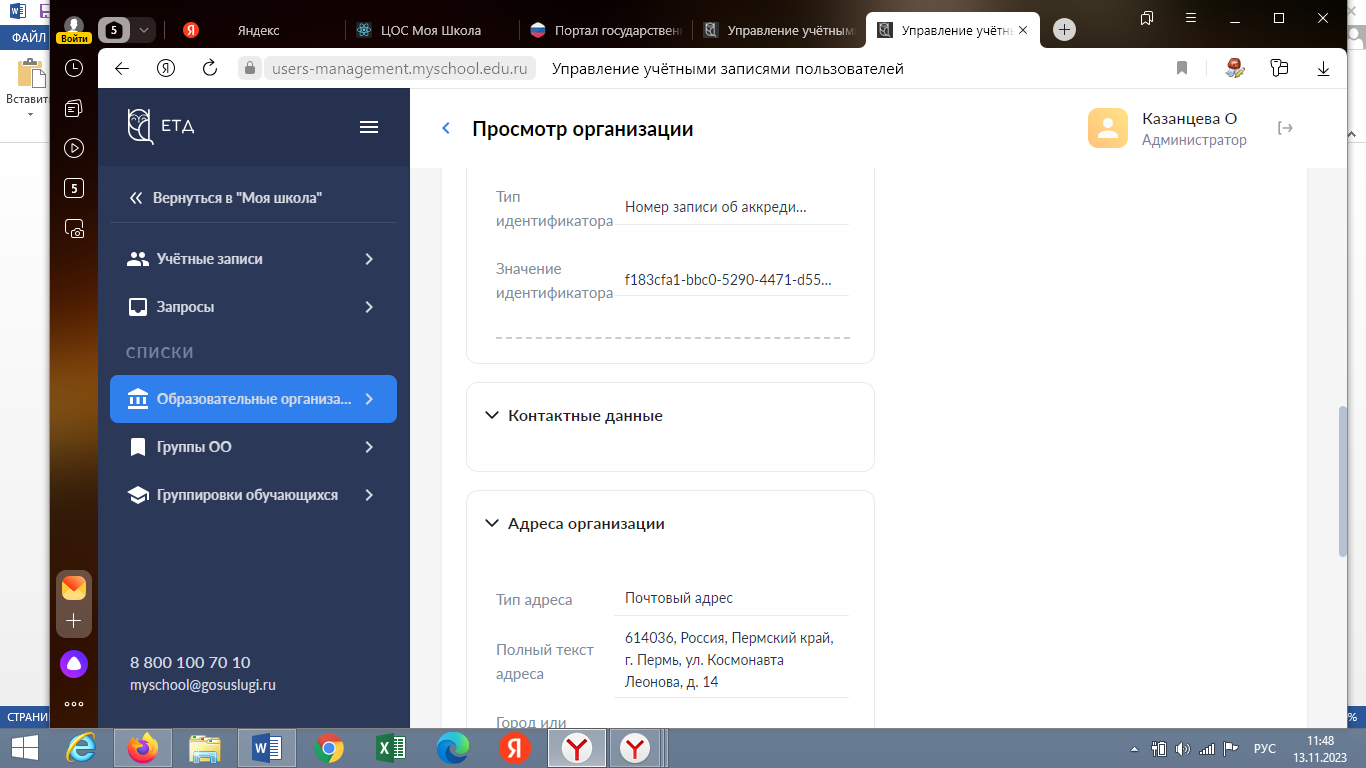 ФАЙЛ
Войти
5
Яндекс
ЦОС Моя Школа
Портал государствен
Управление учётными
Управление учётн
users-management.myschool.edu.ru
Управление учётными записями пользователей
Вставит
ЕТД
Просмотр организации
Казанцева О
Администратор
Вернуться в "Моя школа"
Учётные записи
Запросы
СПИСКИ
Образовательные организа...
Группы ОО
Группировки обучающихся
8 800 100 70 10
myschool@gosuslugi.ru
5
Тип
идентификатора
Номер записи об аккреди...
Значение
идентификатора
f183cfa1-bbc0-5290-4471-d55...
Контактные данные
Адреса организации
Тип адреса
Почтовый адрес
Полный текст
адреса
614036, Россия, Пермский край,
г. Пермь, ул. Космонавта
Леонова, д. 14
Город или
СТРАНИ
%
РУС
11:48
13.11.2023